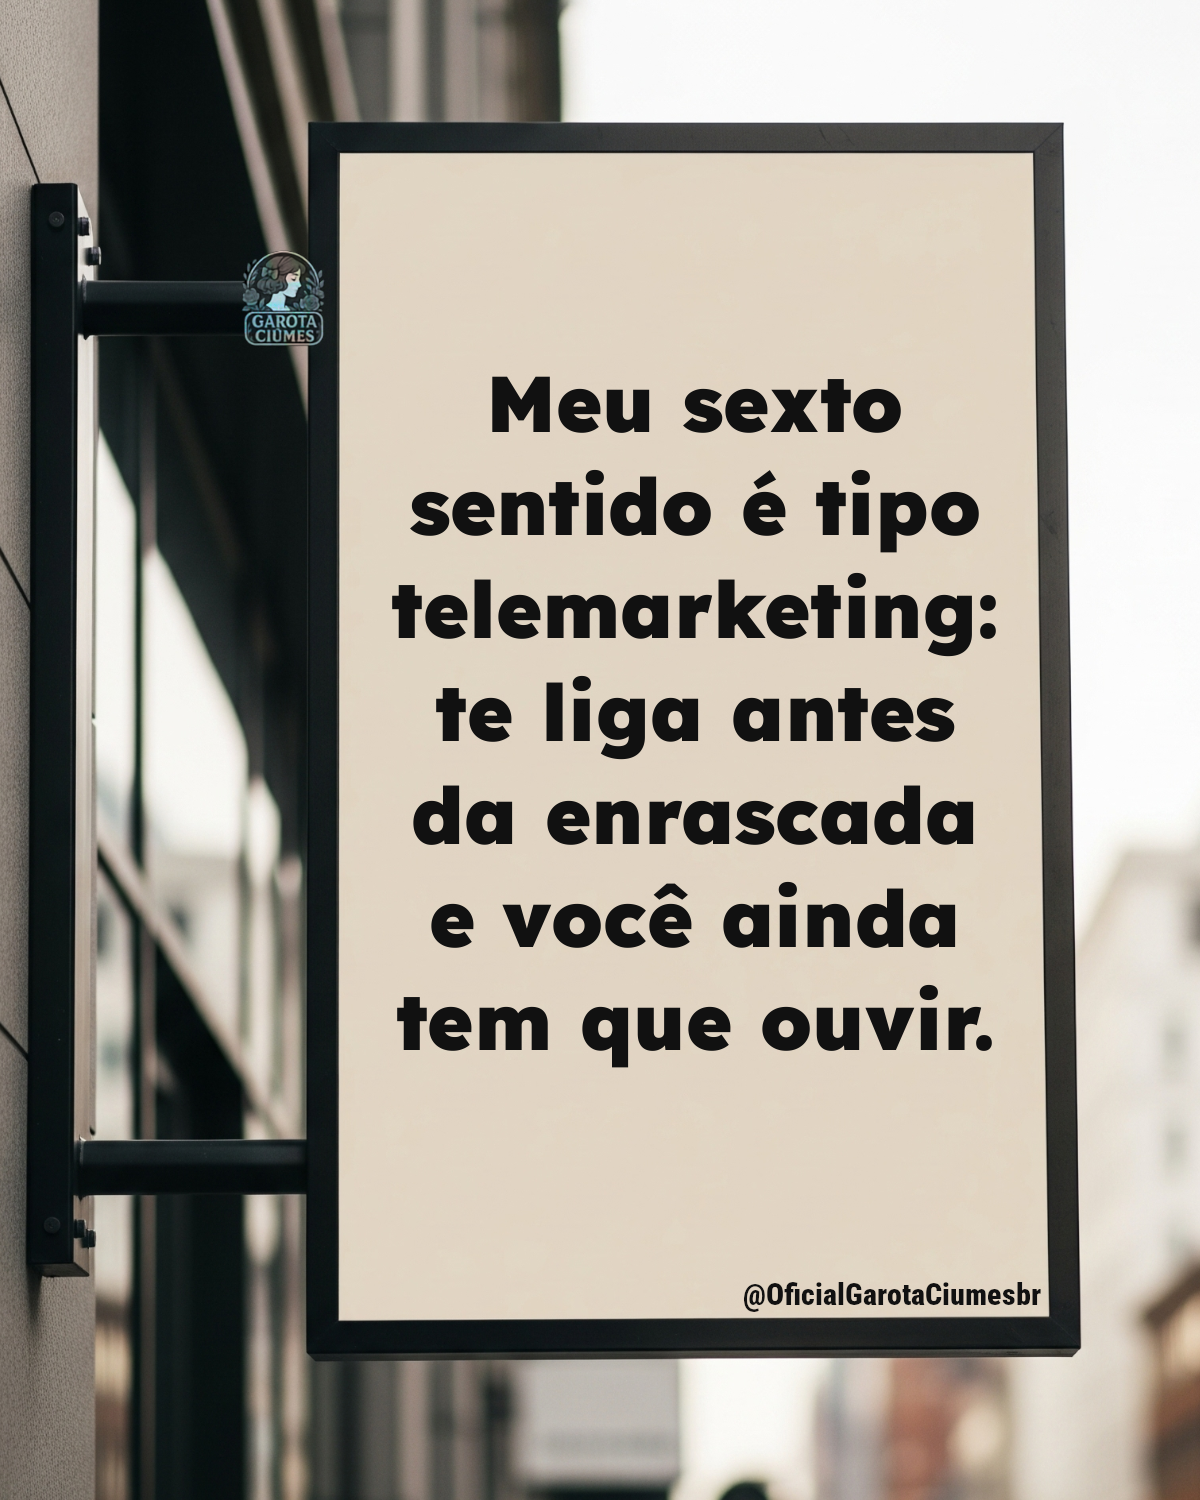 GAROTA
CIÚMES
Meu sexto
sentido é tipo
telemarketing:
te liga antes
da enrascada
e você ainda
tem que ouvir.
@OficialGarotaCiumesbr